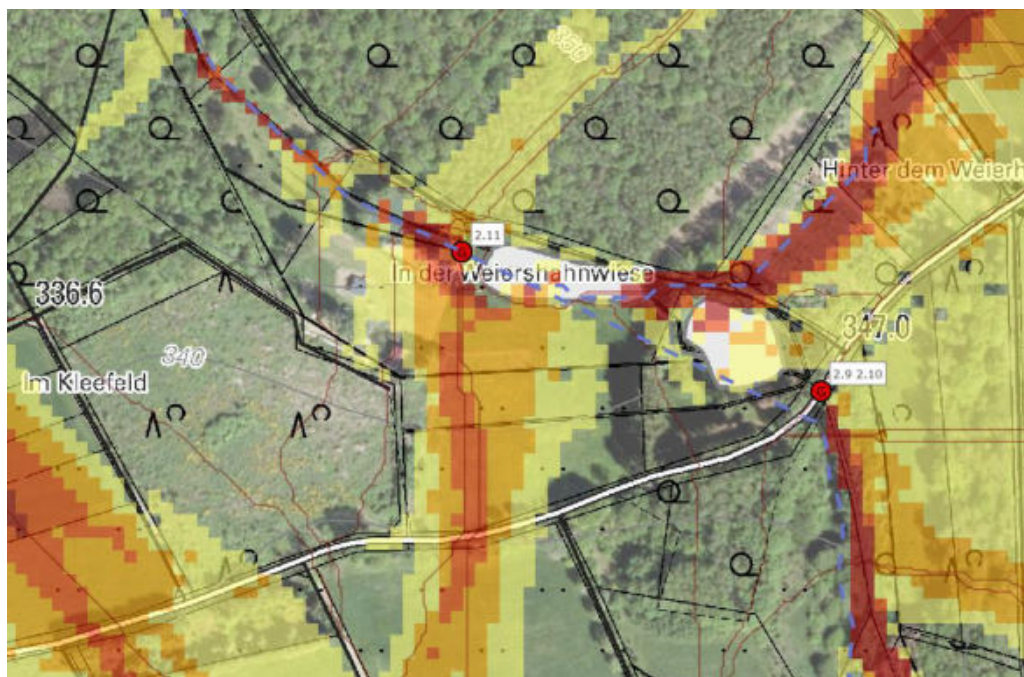 350
Hinter dem Weierh
2.11
In der Weiershahnwiese
336.6
347.0
340
2.9 2.10
Im Kleefeld